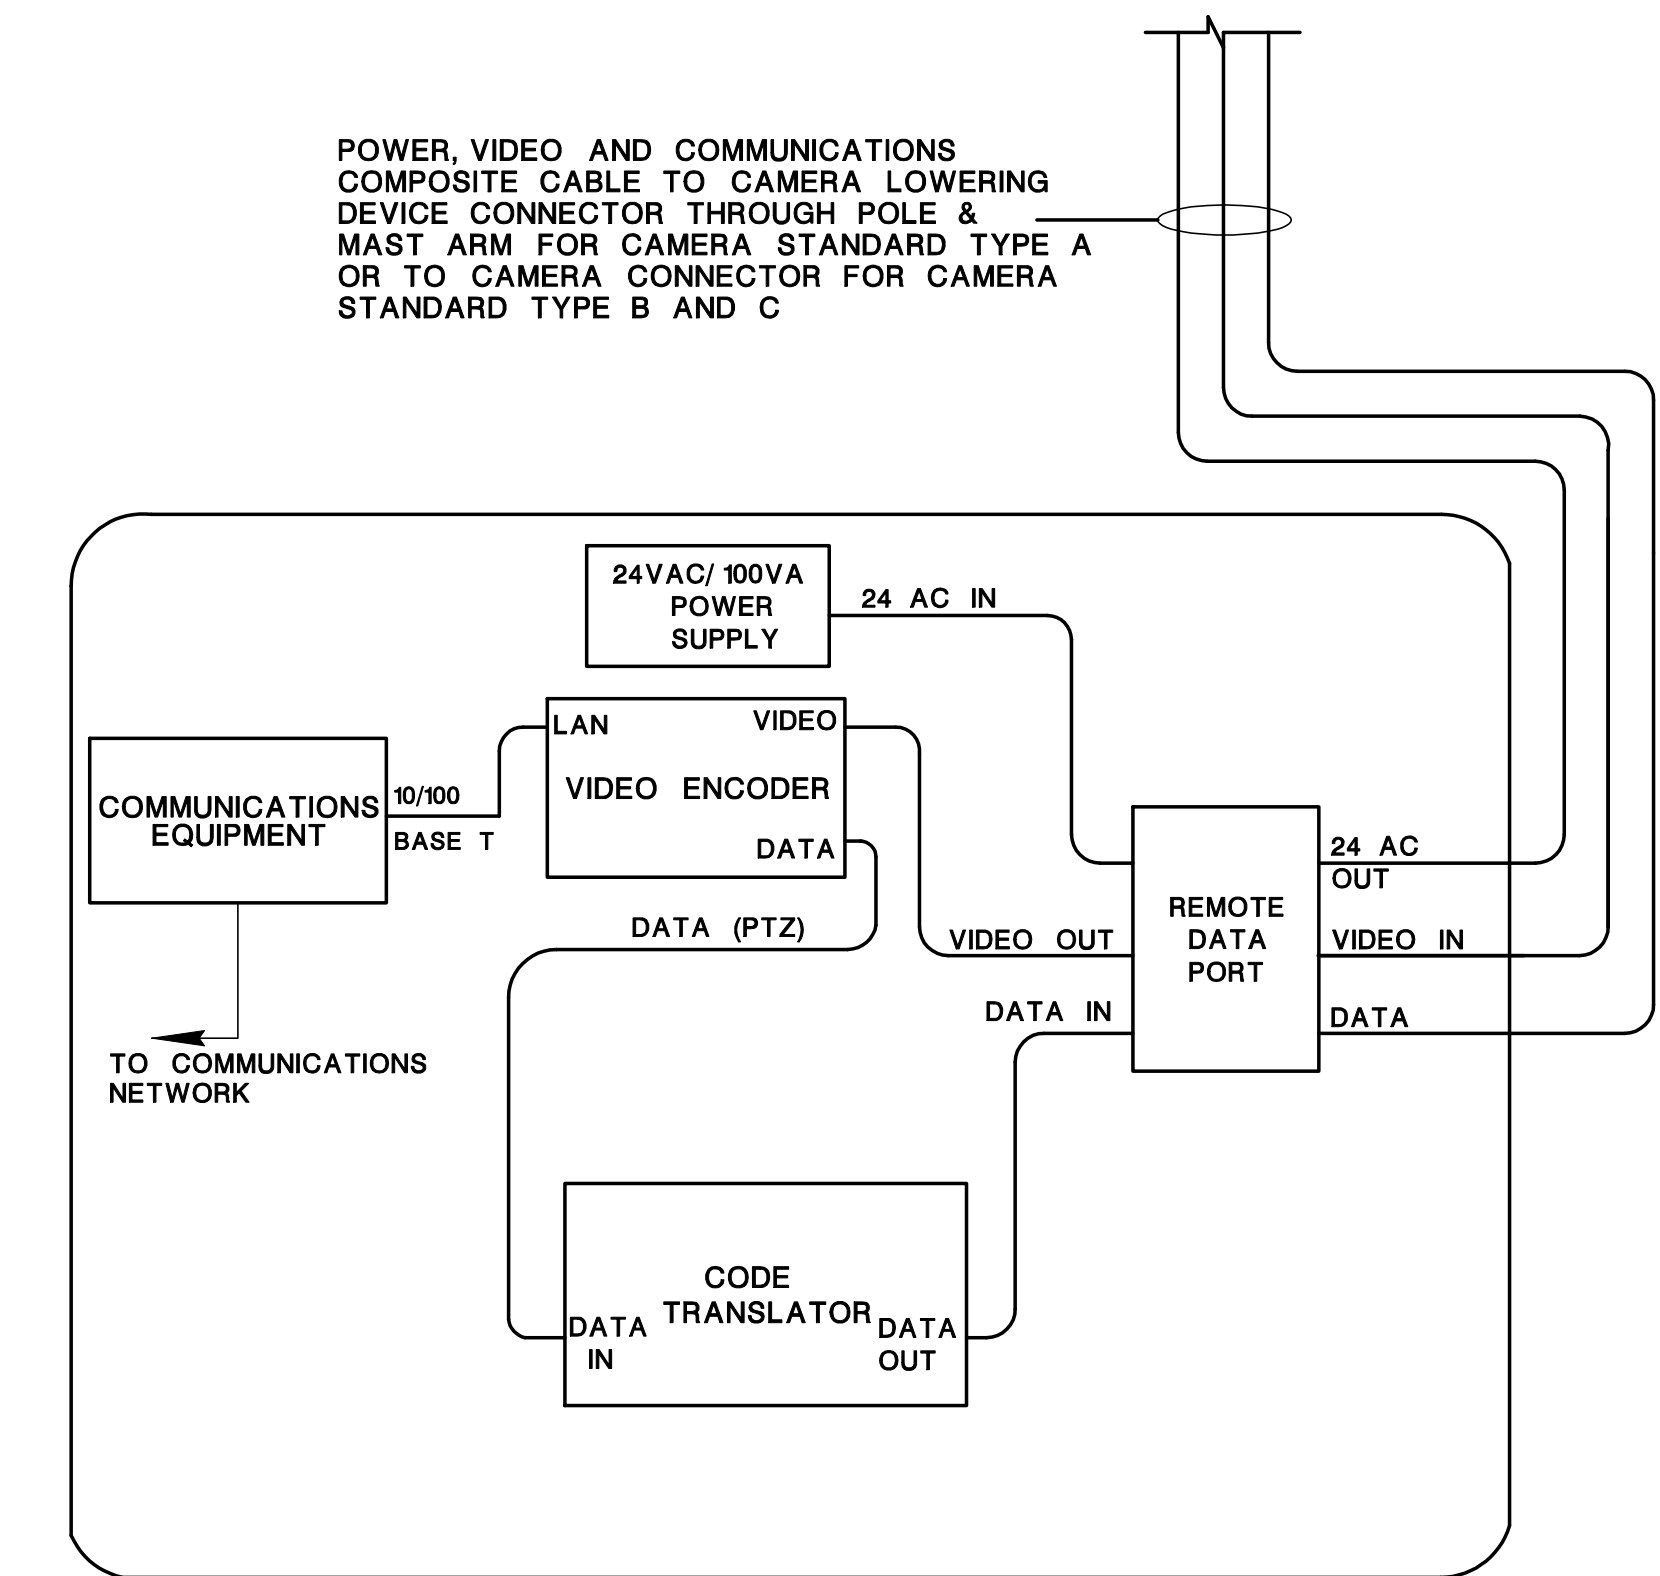 POWER, VIDEO AND COMMUNICATIONS
COMPOSITE CABLE TO CAMERA LOWERING
DEVICE CONNECTOR THROUGH POLE &
MAST ARM FOR CAMERA STANDARD TYPE A
OR TO CAMERA CONNECTOR FOR CAMERA
STANDARD TYPE B AND C
24VAC/ 100VA
POWER
SUPPLY
24 AC IN
LAN
VIDEO
VIDEO ENCODER
DATA
COMMUNICATIONS
EQUIPMENT
10/100
BASE T
DATA (PTZ)
VIDEO OUT
DATA IN
REMOTE
DATA
PORT
24 AC
OUT
VIDEO IN
DATA
TO COMMUNICATIONS
NETWORK
CODE
TRANSLATOR
DATA
IN
DATA
OUT